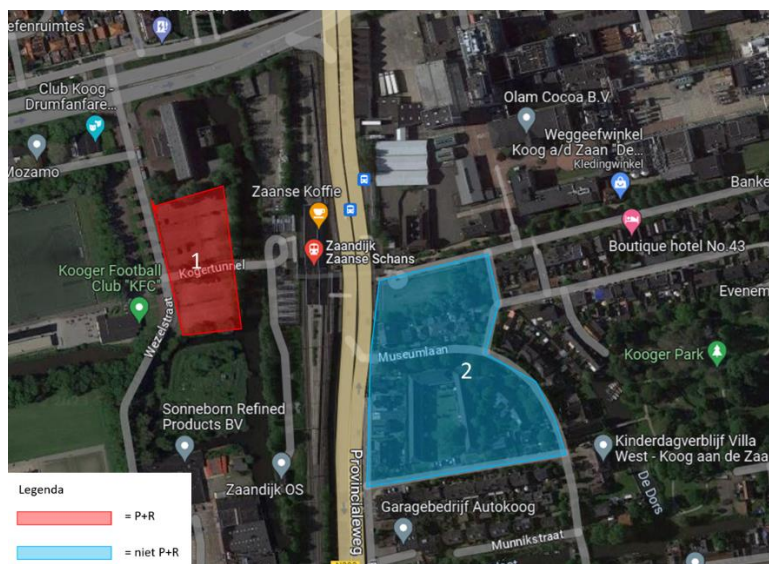 efenruimtes
Club Koog -
Drumfanfare...
Mozamo
Olam Cocoa B.V.
Weggeefwinkel
Koog a/d Zaan "De...
Kledingwinkel
Zaanse Koffie
Banke
Zaandijk
Zaanse Schans
Boutique hotel No 43
1
Kogertunnel
Kooger Football
Club "KFC"
Wezelstraat
Evenem
Museumlaan
2
Kooger Park
Sonneborn Refined
Products BV
Kinderdagverblijf Villa
West - Koog aan de Zaa
Provincialeweg
De Dors
Zaandijk OS
Garagebedrijf Autokoog
Munnikstraat
Legenda
= P+R
= niet P+R